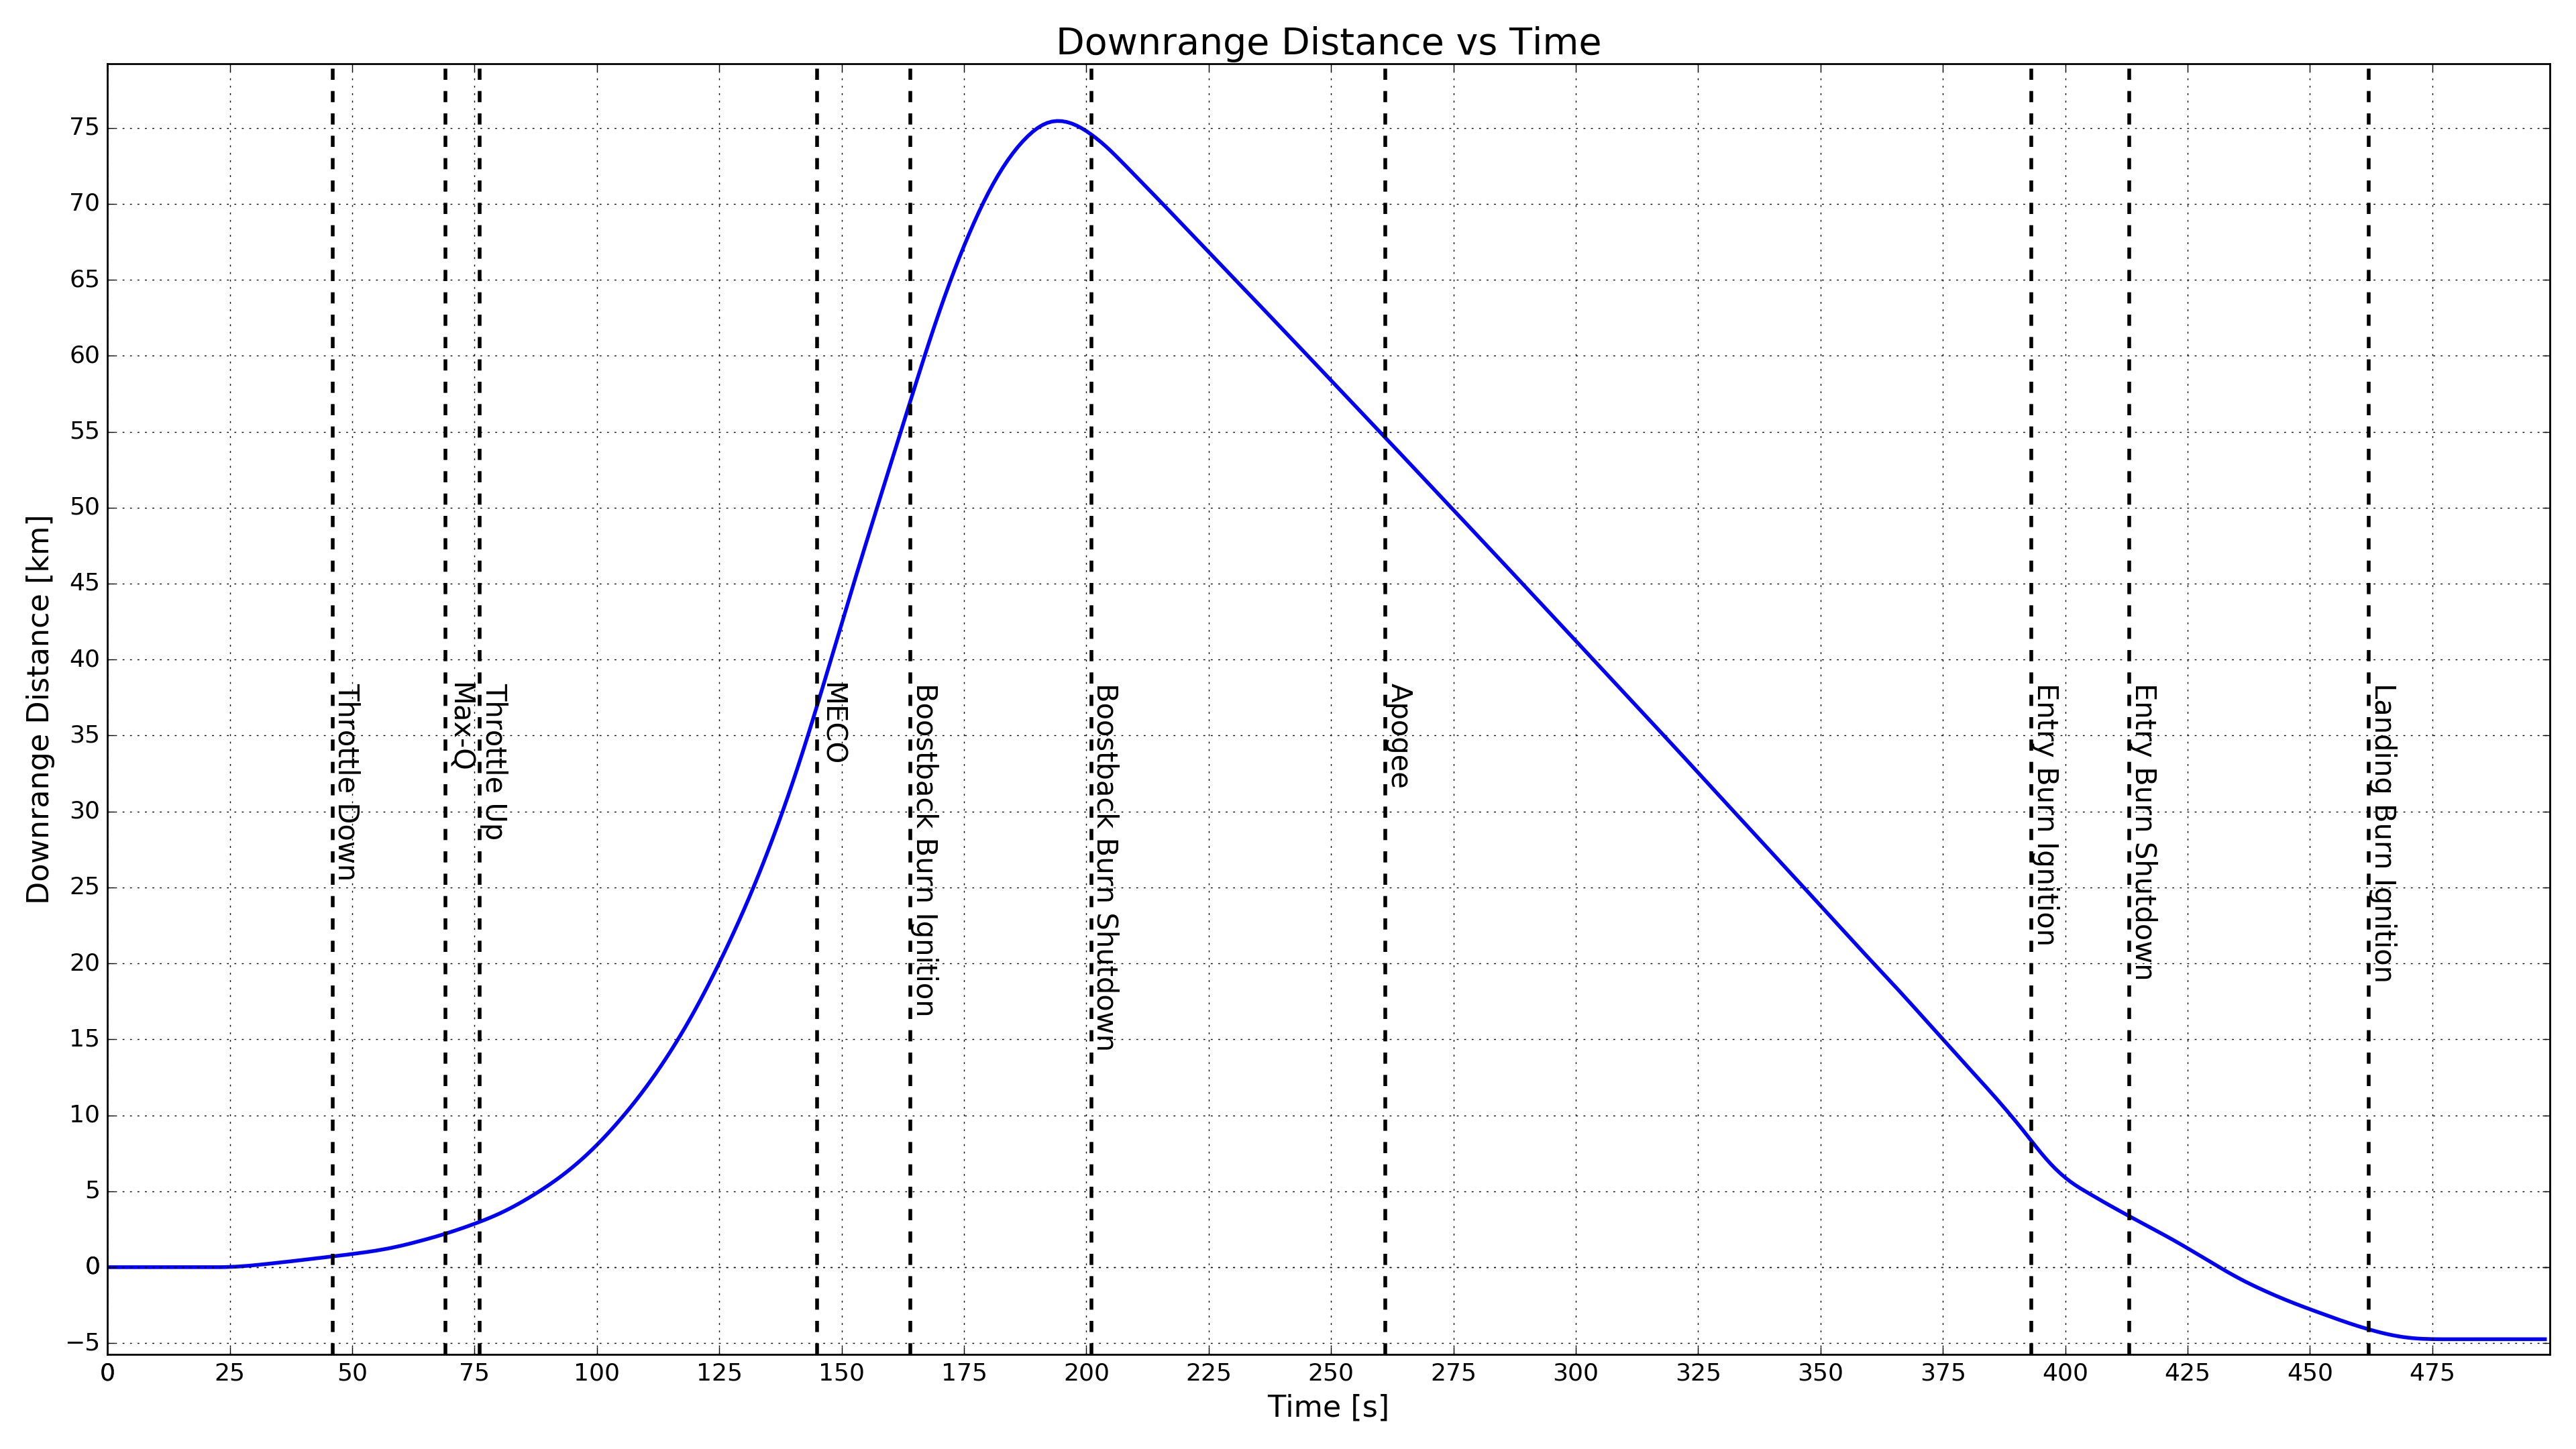 Downrange Distance vs Time
Downrange Distance [km]
75
70
65
60
55
50
45
40
35
30
25
20
15
10
5
0
−5
Throttle Down
Max-Q
Throttle Up
MECO
Boostback Burn Ignition
Boostback Burn Shutdown
Apogee
Entry Burn Ignition
Entry Burn Shutdown
Landing Burn Ignition
0 25 50 75 100 125 150 175 200 225 250 275 300 325 350 375 400 425 450 475
Time [s]